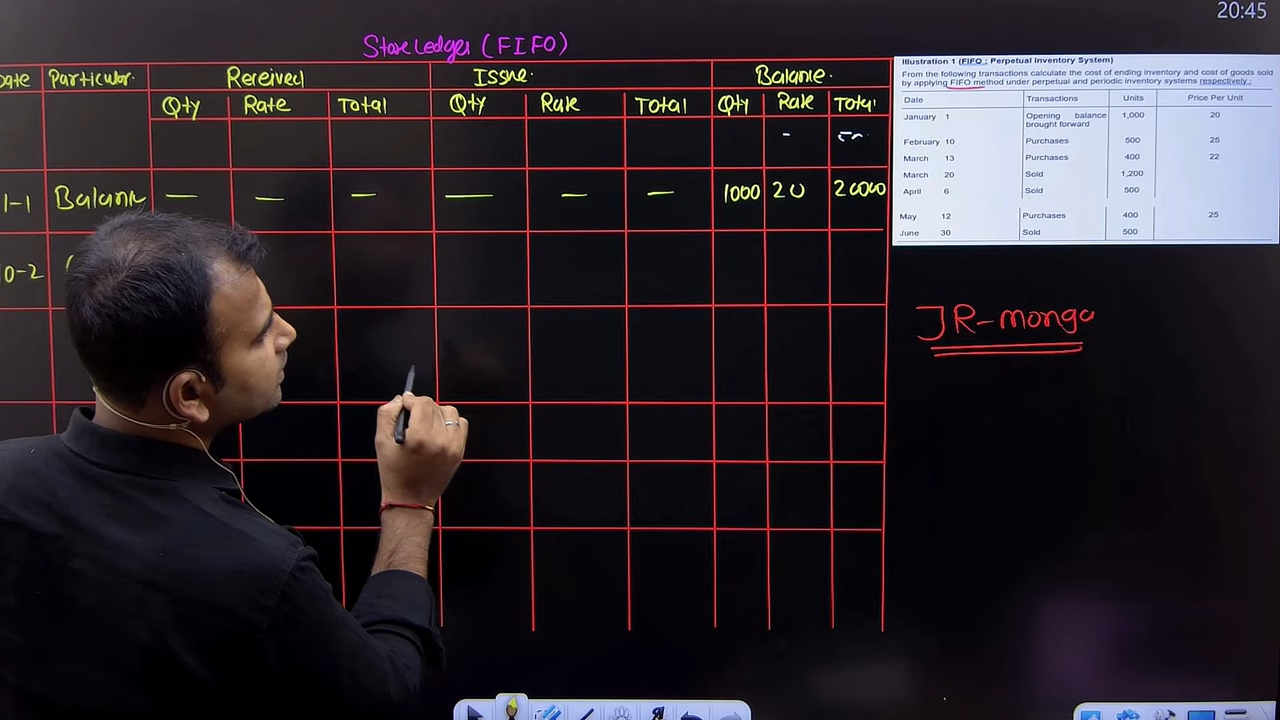 20:45
Store Ledger (FIFO)
Date Particular Received Issue Balance
Qty Rate Total Qty Rate Total Qty Rate Total
1-1 Balance — — — — — — 1000 20 20000
10-2
Illustration 1 (FIFO : Perpetual Inventory System)
From the following transactions calculate the cost of ending inventory and cost of goods sold
by applying FIFO method under perpetual and periodic inventory systems respectively :
Date Transactions Units Price Per Unit
January 1 Opening balance brought forward 1,000 20
February 10 Purchases 500 25
March 13 Purchases 400 22
March 20 Sold 1,200
April 6 Sold 500
May 12 Purchases 400 25
June 30 Sold 500
JR-monga